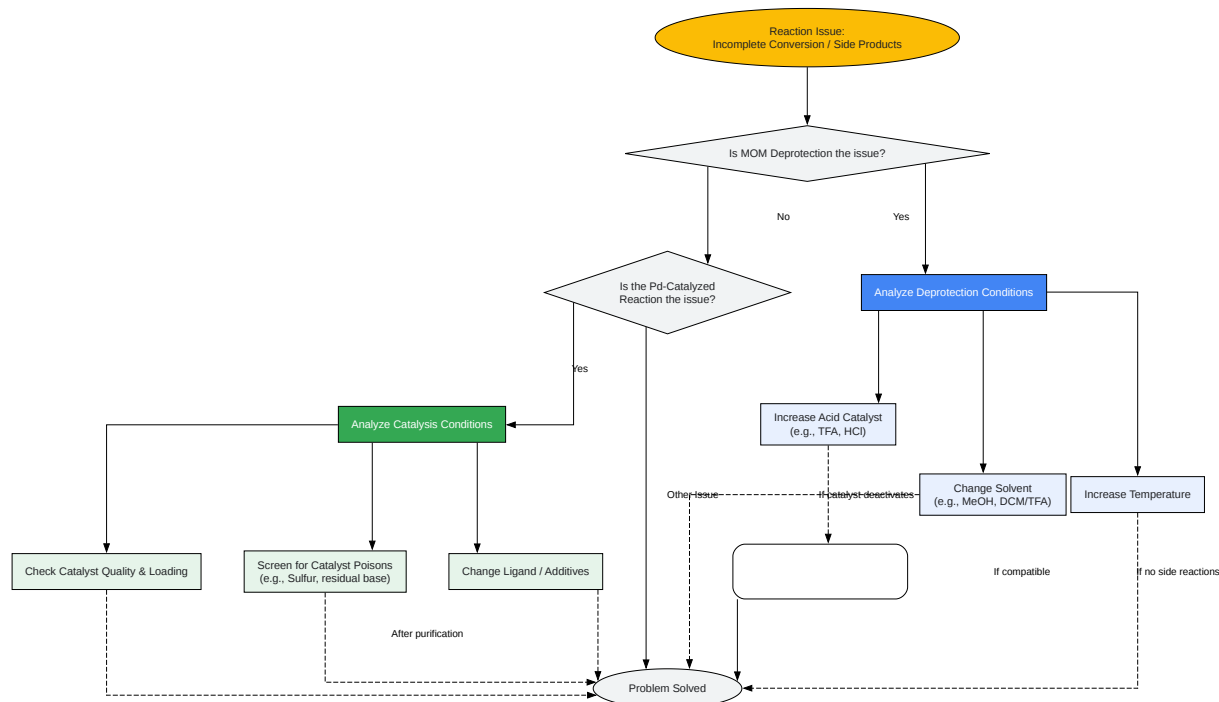 Reaction Issue:
Incomplete Conversion / Side Products
Is MOM Deprotection the issue?
No
Yes
Is the Pd-Catalyzed
Reaction the issue?
Analyze Deprotection Conditions
Yes
Increase Acid Catalyst
(e.g., TFA, HCl)
Analyze Catalysis Conditions
Other Issue
If catalyst deactivates
Change Solvent
(e.g., MeOH, DCM/TFA)
Increase Temperature
Check Catalyst Quality & Loading
Screen for Catalyst Poisons
(e.g., Sulfur, residual base)
Change Ligand / Additives
If compatible
If no side reactions
After purification
Problem Solved